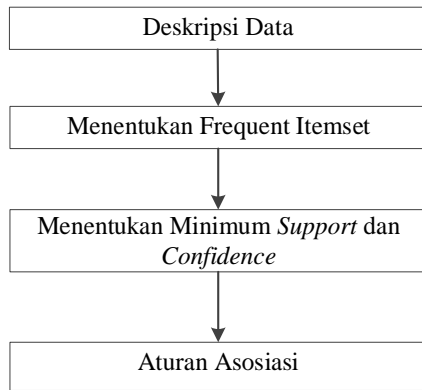 Deskripsi Data
Menentukan Frequent Itemset
Menentukan Minimum Support dan
Confidence
Aturan Asosiasi